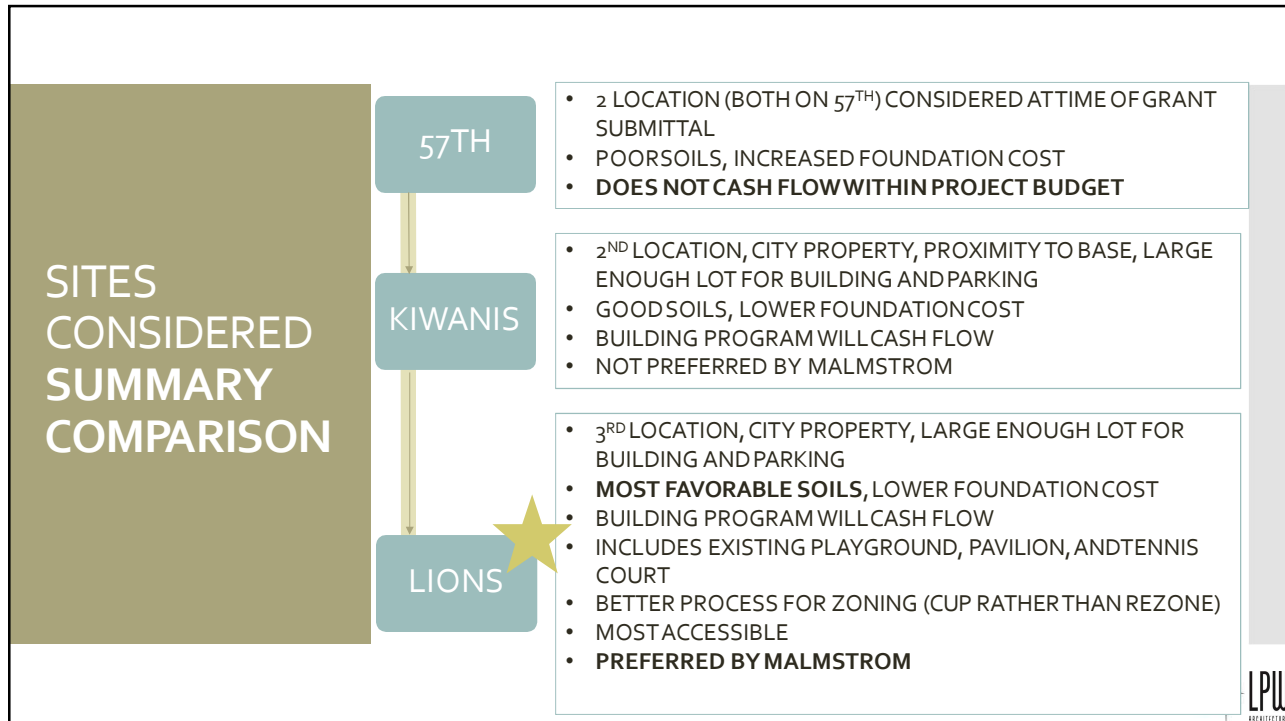 SITES
CONSIDERED
SUMMARY
COMPARISON
57TH
• 2 LOCATION (BOTH ON 57TH) CONSIDERED AT TIME OF GRANT
SUBMITTAL
• POOR SOILS, INCREASED FOUNDATION COST
• DOES NOT CASH FLOW WITHIN PROJECT BUDGET
KIWANIS
• 2ND LOCATION, CITY PROPERTY, PROXIMITY TO BASE, LARGE
ENOUGH LOT FOR BUILDING AND PARKING
• GOOD SOILS, LOWER FOUNDATION COST
• BUILDING PROGRAM WILL CASH FLOW
• NOT PREFERRED BY MALMSTROM
LIONS
• 3RD LOCATION, CITY PROPERTY, LARGE ENOUGH LOT FOR
BUILDING AND PARKING
• MOST FAVORABLE SOILS, LOWER FOUNDATION COST
• BUILDING PROGRAM WILL CASH FLOW
• INCLUDES EXISTING PLAYGROUND, PAVILION, AND TENNIS
COURT
• BETTER PROCESS FOR ZONING (CUP RATHER THAN REZONE)
• MOST ACCESSIBLE
• PREFERRED BY MALMSTROM